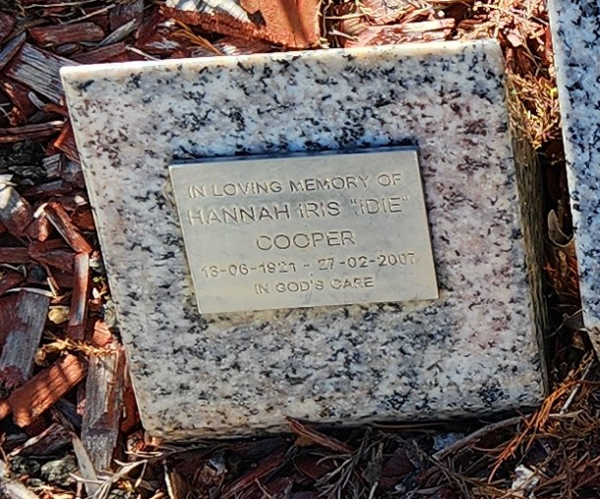 IN LOVING MEMORY OF
HANNAH IRIS "IDIE"
COOPER
18-06-1921 - 27-02-2007
IN GOD'S CARE